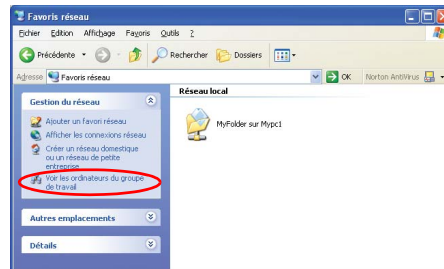 Favoris réseau
Fichier Edition Affichage Favoris Outils ?
Précédente Rechercher Dossiers
Adresse Favoris réseau OK Norton AntiVirus
Gestion du réseau
Ajouter un favori réseau
Afficher les connexions réseau
Créer un réseau domestique
ou un réseau de petite
entreprise
Voir les ordinateurs du groupe
de travail
Autres emplacements
Détails
Réseau local
MyFolder sur Mypc1